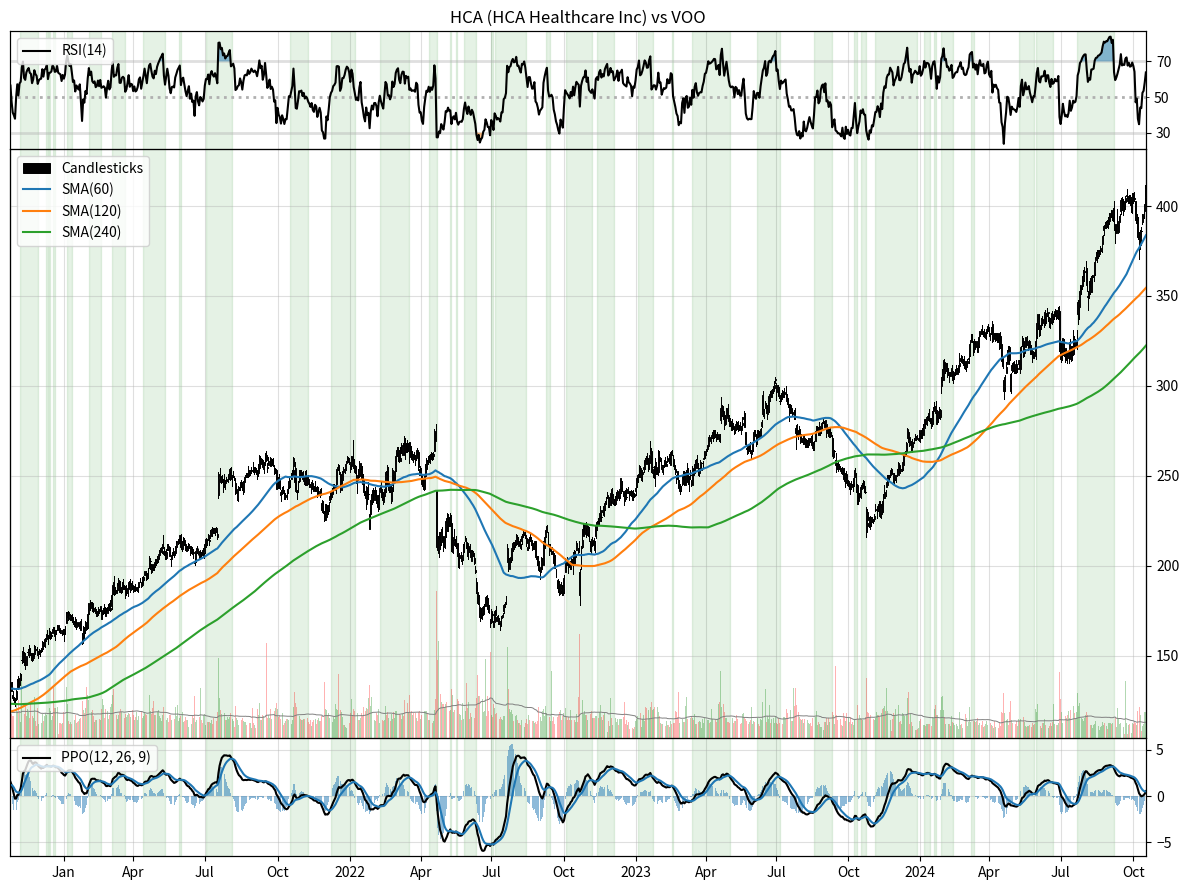 HCA (HCA Healthcare Inc) vs VOO
RSI(14)
70
50
30
Candlesticks
SMA(60)
SMA(120)
SMA(240)
400
350
300
250
200
150
PPO(12, 26, 9)
5
0
−5
Jan Apr Jul Oct 2022 Apr Jul Oct 2023 Apr Jul Oct 2024 Apr Jul Oct